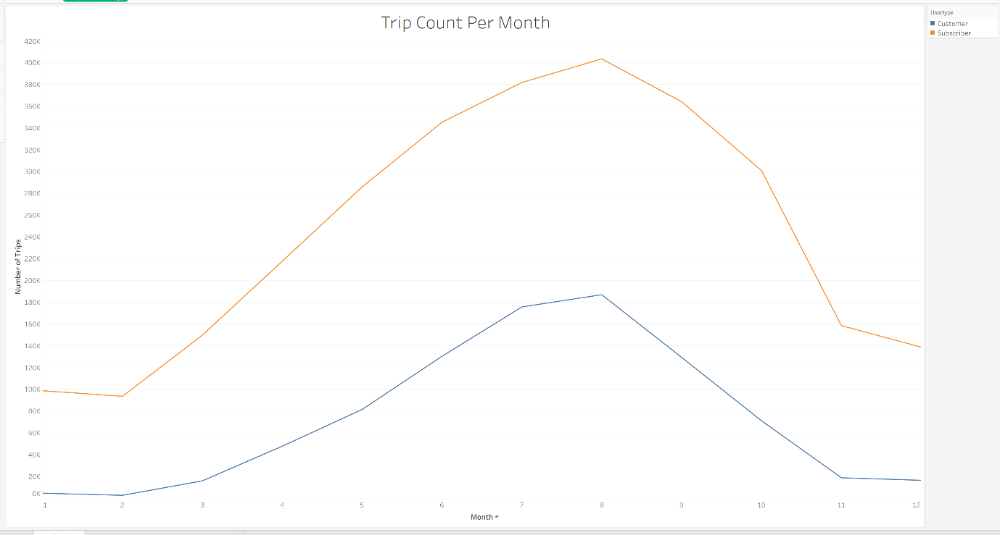 Trip Count Per Month
Usertype
Customer
Subscriber
420K
400K
380K
360K
340K
320K
300K
280K
260K
240K
220K
200K
180K
160K
140K
120K
100K
80K
60K
40K
20K
0K
Number of Trips
1 2 3 4 5 6 7 8 9 10 11 12
Month